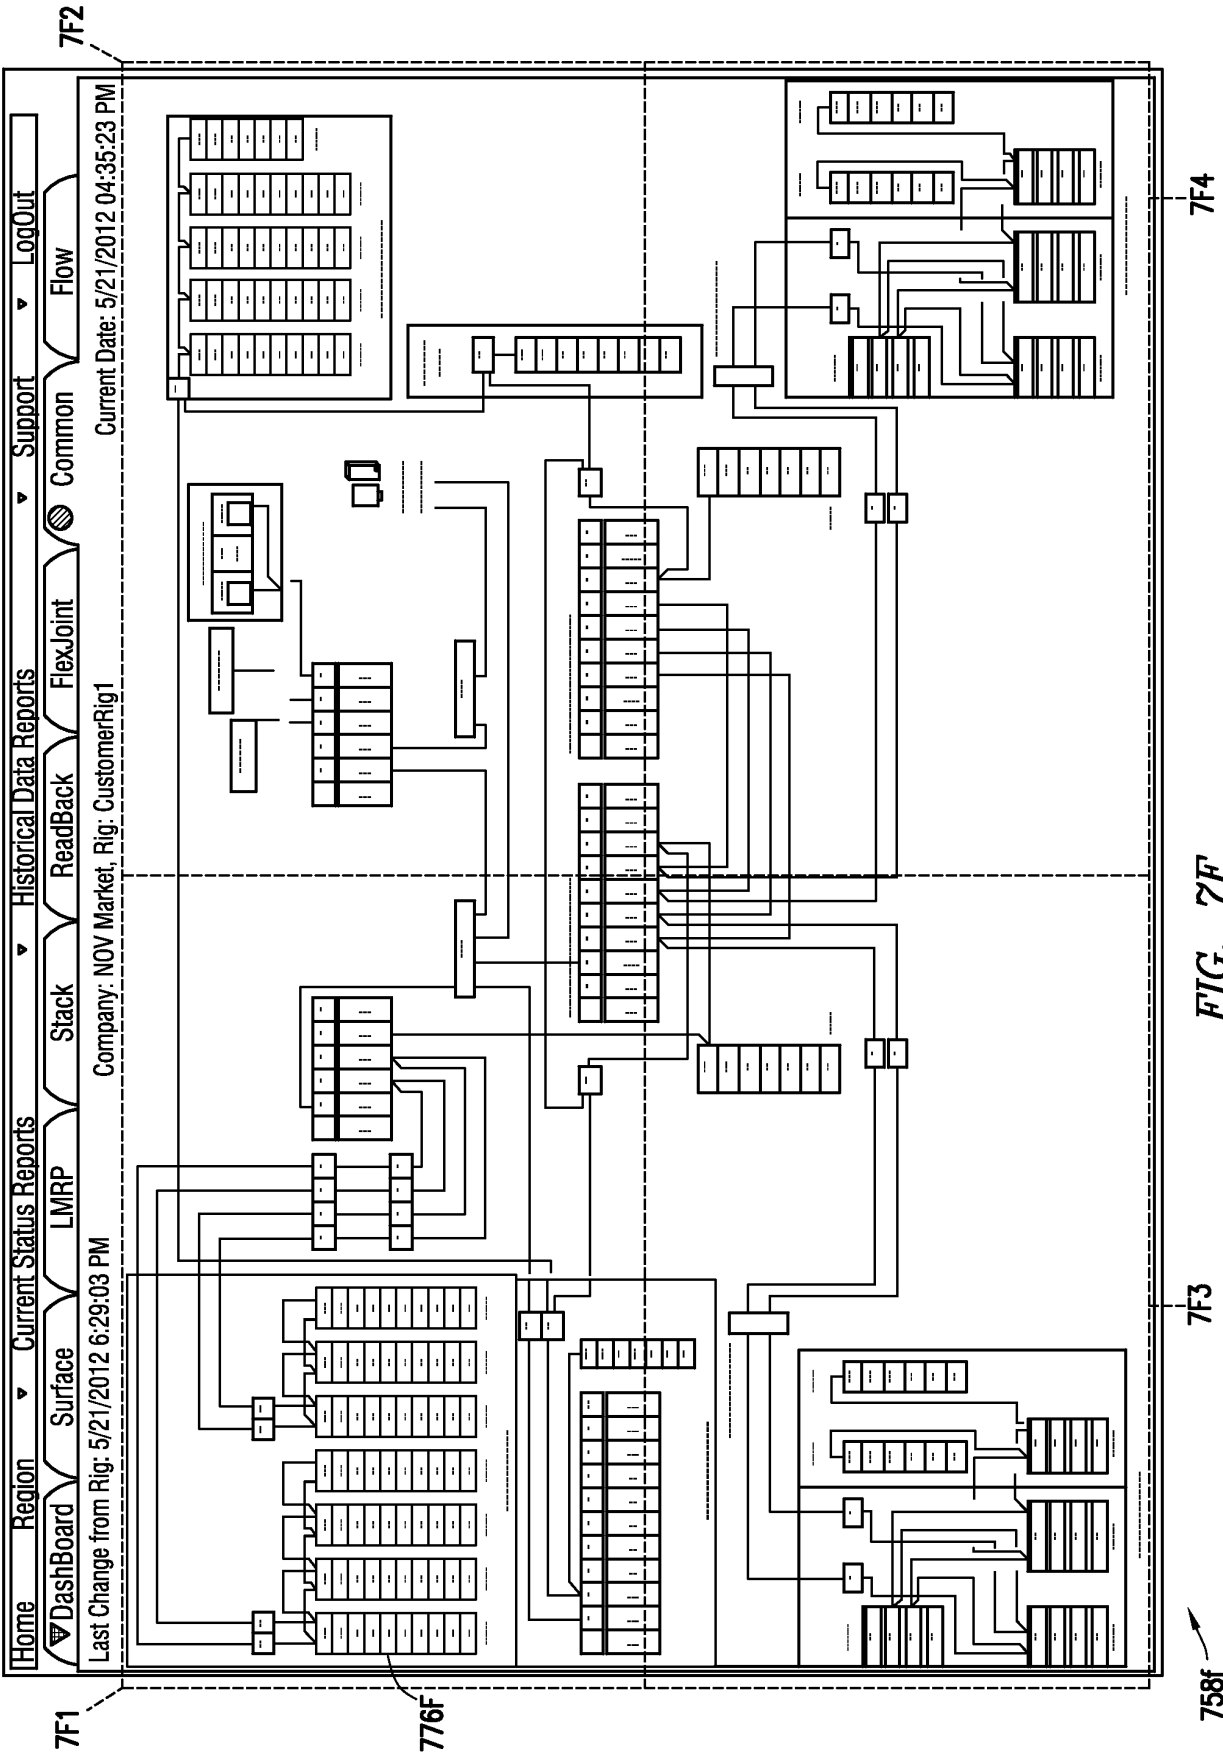 Home Region Current Status Reports Historical Data Reports Support LogOut
DashBoard Surface LMRP Stack ReadBack FlexJoint Common Flow
Last Change from Rig: 5/21/2012 6:29:03 PM Company: NOV Market, Rig: CustomerRig1 Current Date: 5/21/2012 04:35:23 PM
7F1
7F2
776F
7F3
7F4
758f
FIG. 7F